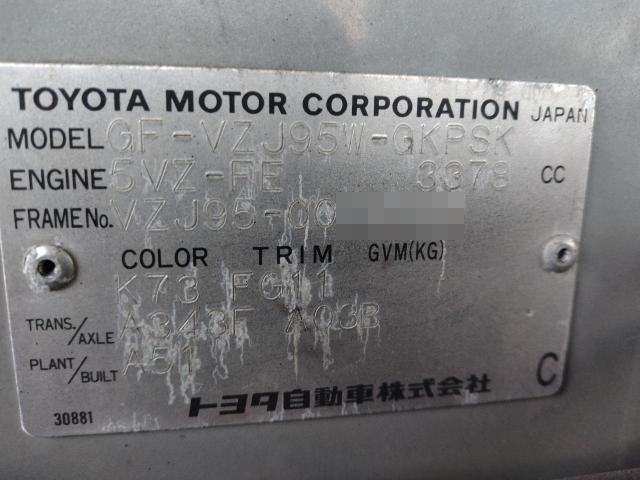 TOYOTA MOTOR CORPORATION JAPAN
MODEL GF-VZJ95W-GKPSK
ENGINE 5VZ-FE 3378 CC
FRAME No. VZJ95-00
COLOR TRIM GVM(KG)
K73 FG11
TRANS./AXLE A343F A03B
PLANT/BUILT A51
トヨタ自動車株式会社 C
30881